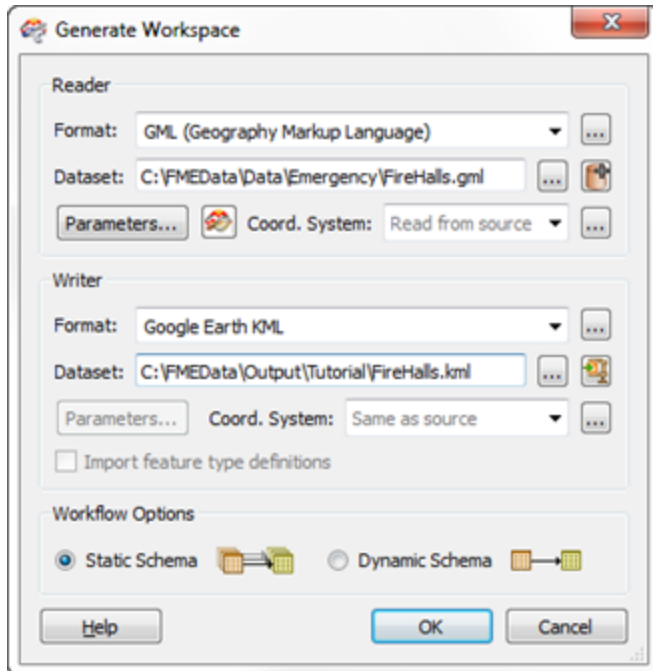 Generate Workspace
Reader
Format: GML (Geography Markup Language) ...
Dataset: C:\FMEData\Data\Emergency\FireHalls.gml ...
Parameters... Coord. System: Read from source ...
Writer
Format: Google Earth KML ...
Dataset: C:\FMEData\Output\Tutorial\FireHalls.kml ...
Parameters... Coord. System: Same as source ...
Import feature type definitions
Workflow Options
Static Schema Dynamic Schema
Help OK Cancel